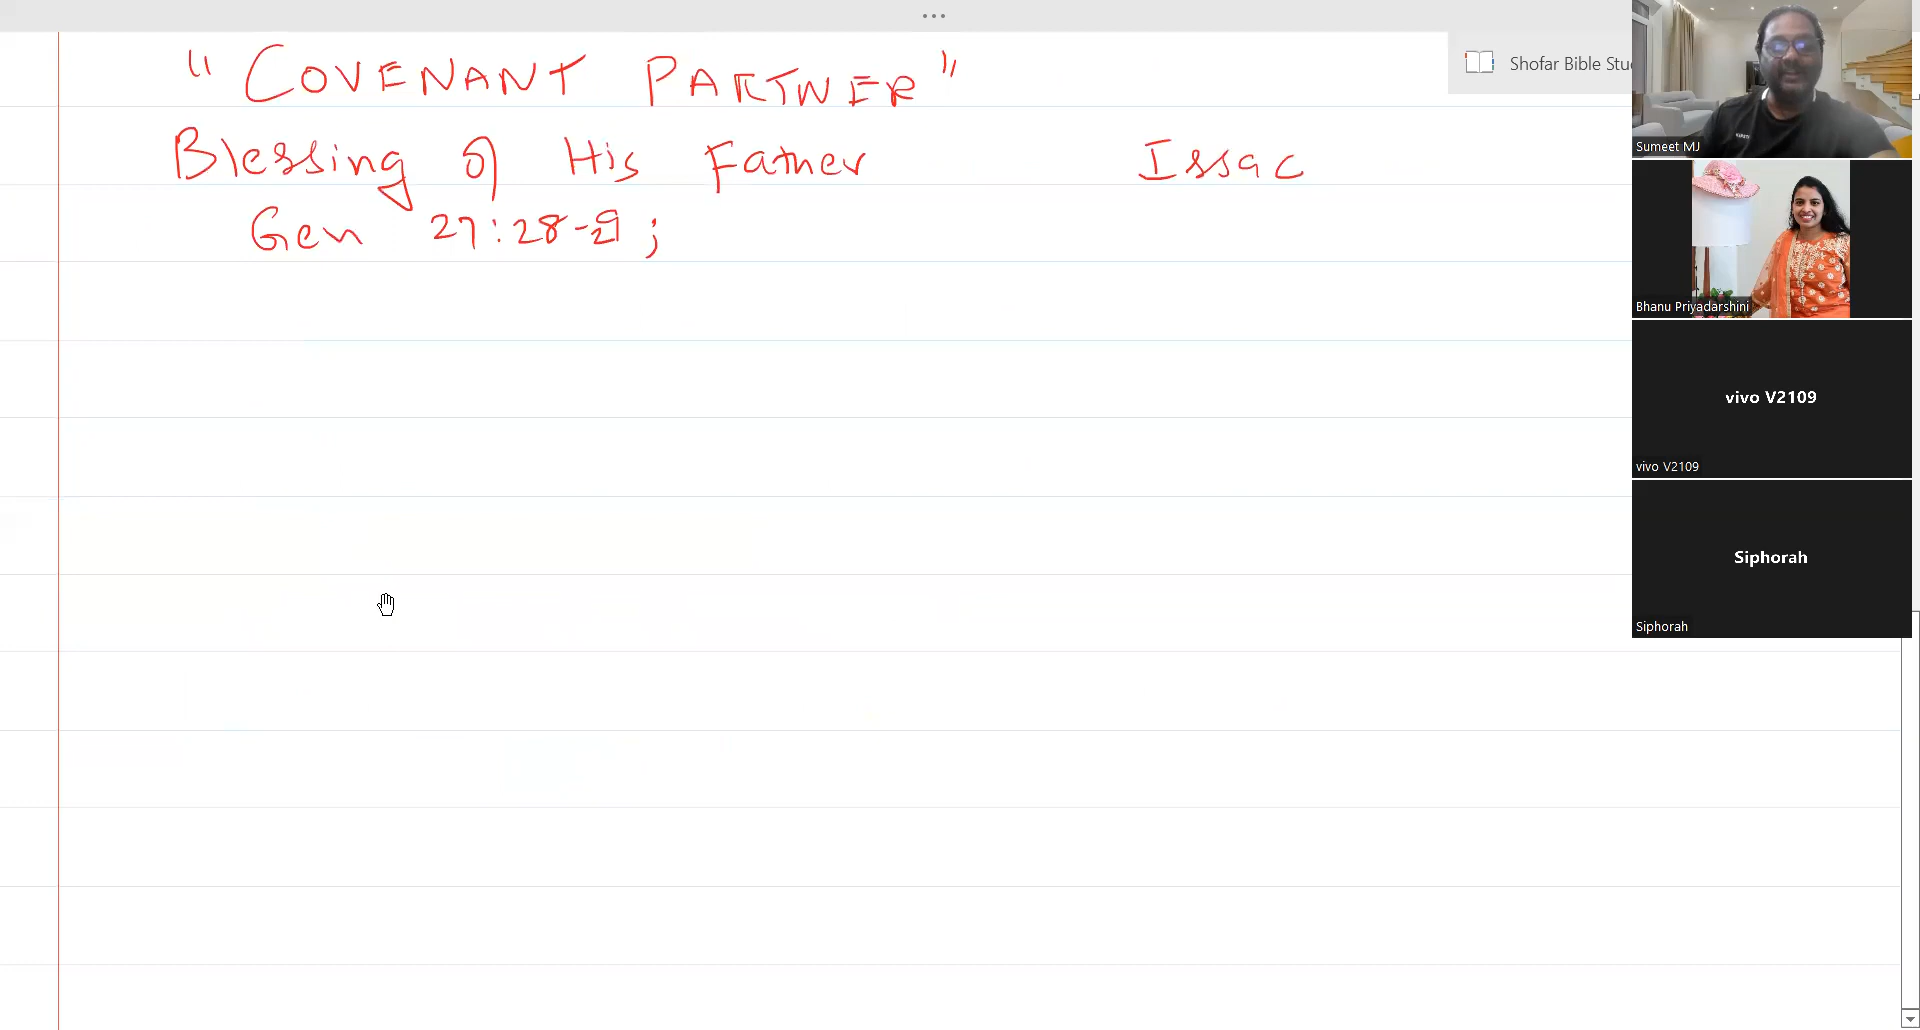 "COVENANT PARTNER"
Blessing of His Father Issac
Gen 27:28-29 ;
Shofar Bible Stu
Sumeet MJ
Bhanu Priyadarshini
vivo V2109
vivo V2109
Siphorah
Siphorah